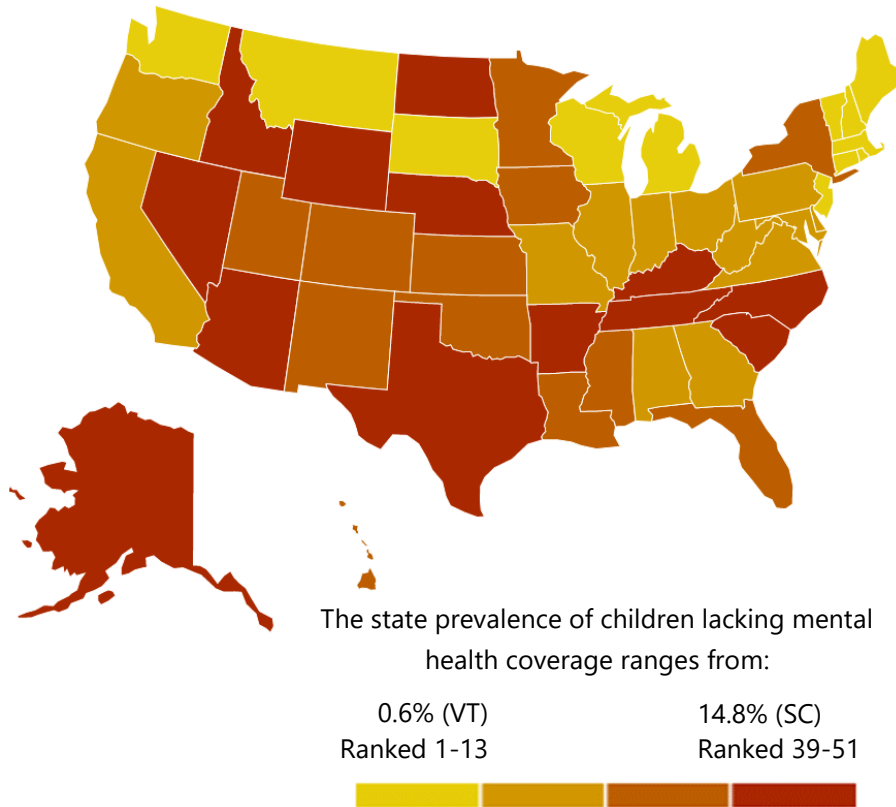 The state prevalence of children lacking mental
health coverage ranges from:
0.6% (VT) 14.8% (SC)
Ranked 1-13 Ranked 39-51